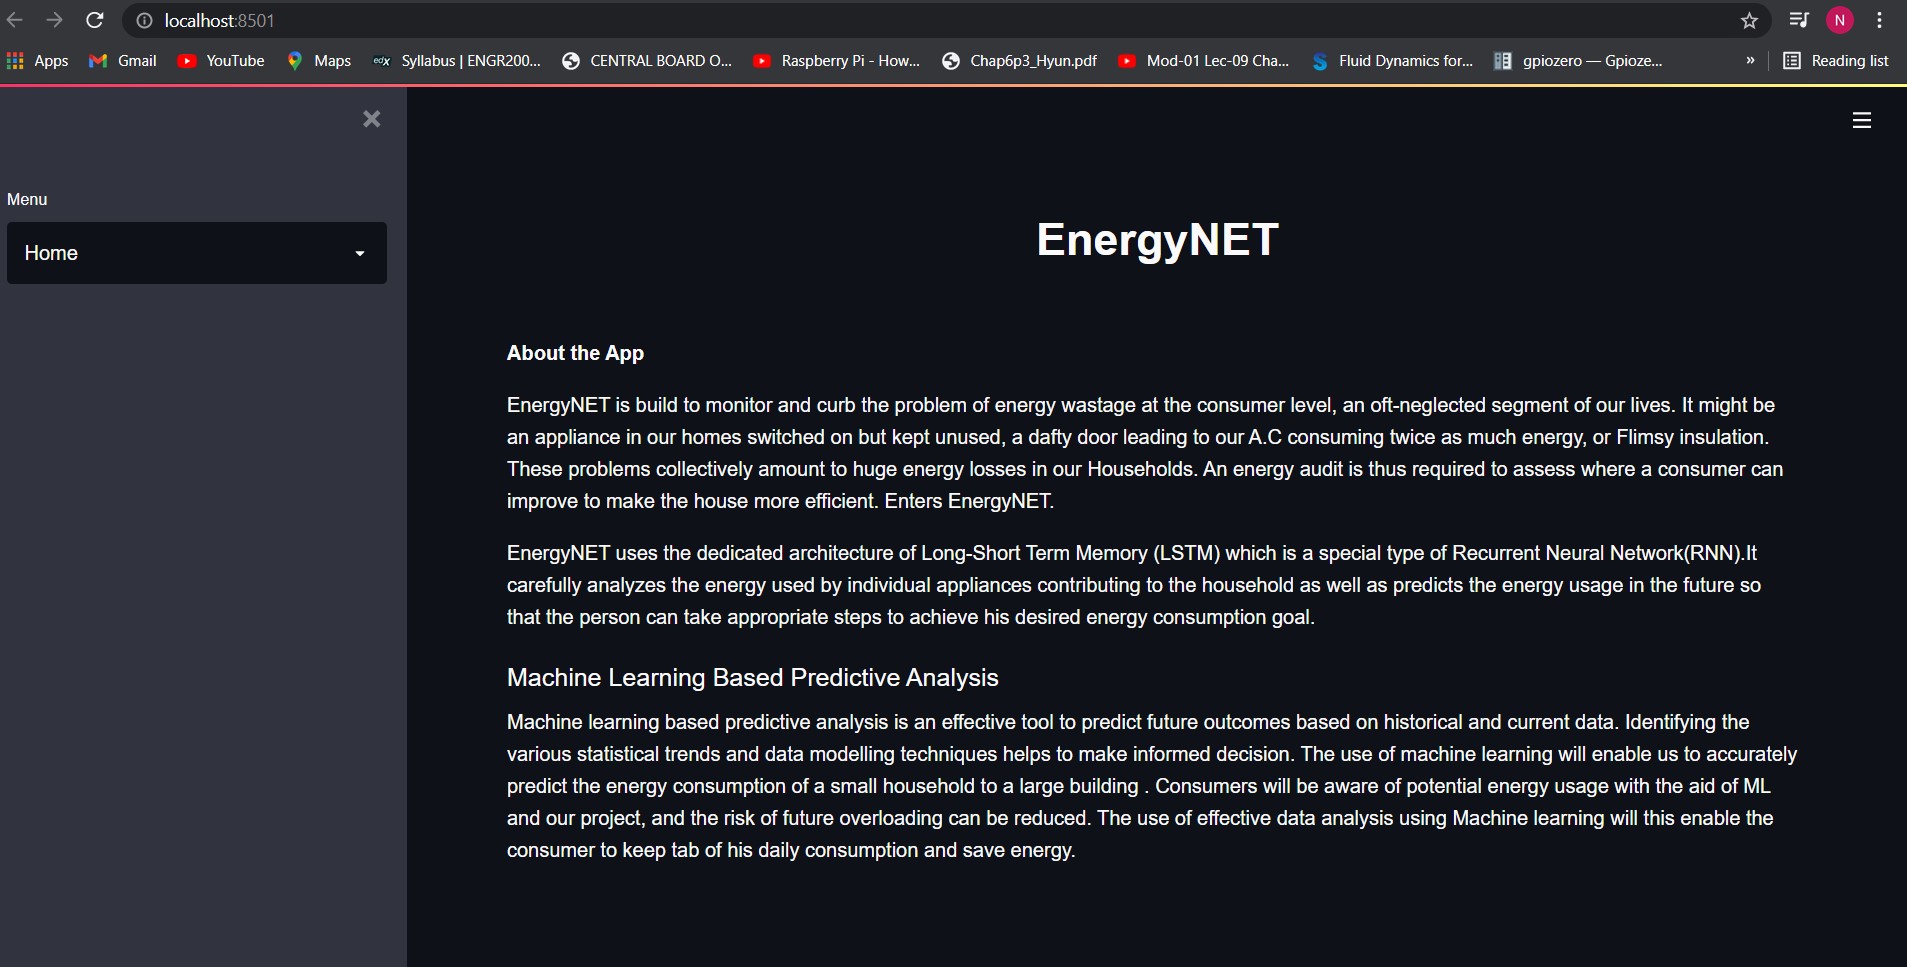 localhost:8501
N
Apps Gmail YouTube Maps edX Syllabus | ENGR200... CENTRAL BOARD O... Raspberry Pi - How... Chap6p3_Hyun.pdf Mod-01 Lec-09 Cha... Fluid Dynamics for... gpiozero — Gpioze... » Reading list
Menu
Home
EnergyNET
About the App
EnergyNET is build to monitor and curb the problem of energy wastage at the consumer level, an oft-neglected segment of our lives. It might be
an appliance in our homes switched on but kept unused, a dafty door leading to our A.C consuming twice as much energy, or Flimsy insulation.
These problems collectively amount to huge energy losses in our Households. An energy audit is thus required to assess where a consumer can
improve to make the house more efficient. Enters EnergyNET.
EnergyNET uses the dedicated architecture of Long-Short Term Memory (LSTM) which is a special type of Recurrent Neural Network(RNN).It
carefully analyzes the energy used by individual appliances contributing to the household as well as predicts the energy usage in the future so
that the person can take appropriate steps to achieve his desired energy consumption goal.
Machine Learning Based Predictive Analysis
Machine learning based predictive analysis is an effective tool to predict future outcomes based on historical and current data. Identifying the
various statistical trends and data modelling techniques helps to make informed decision. The use of machine learning will enable us to accurately
predict the energy consumption of a small household to a large building . Consumers will be aware of potential energy usage with the aid of ML
and our project, and the risk of future overloading can be reduced. The use of effective data analysis using Machine learning will this enable the
consumer to keep tab of his daily consumption and save energy.